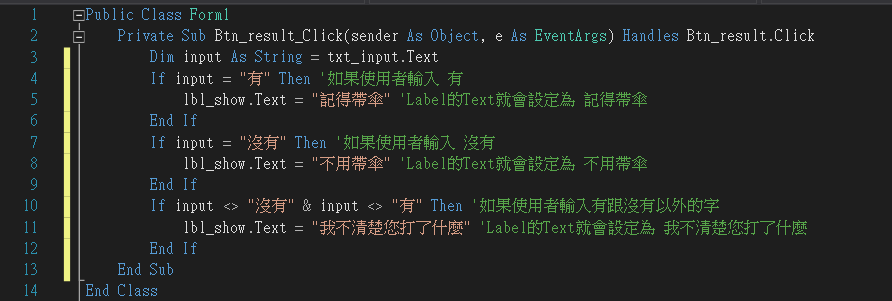 1 Public Class Form1
2 Private Sub Btn_result_Click(sender As Object, e As EventArgs) Handles Btn_result.Click
3 Dim input As String = txt_input.Text
4 If input = "有" Then '如果使用者輸入 有
5 lbl_show.Text = "記得帶傘" 'Label的Text就會設定為 記得帶傘
6 End If
7 If input = "沒有" Then '如果使用者輸入 沒有
8 lbl_show.Text = "不用帶傘" 'Label的Text就會設定為 不用帶傘
9 End If
10 If input <> "沒有" & input <> "有" Then '如果使用者輸入有跟沒有以外的字
11 lbl_show.Text = "我不清楚您打了什麼" 'Label的Text就會設定為 我不清楚您打了什麼
12 End If
13 End Sub
14 End Class